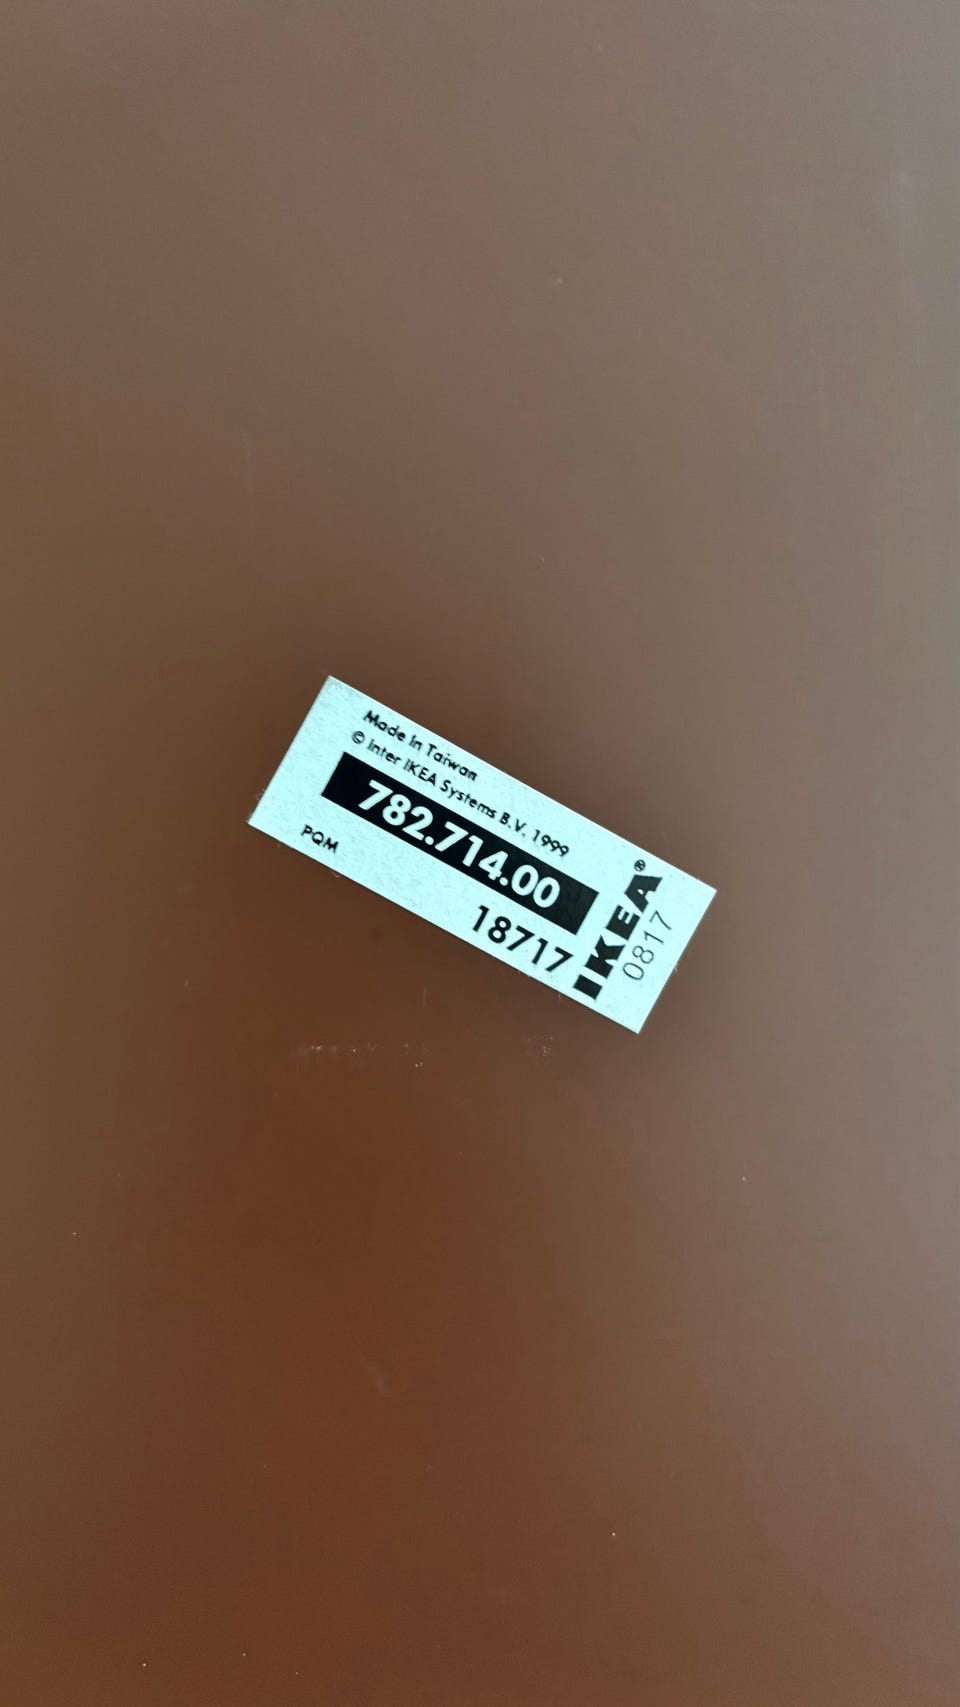 Made in Taiwan
© Inter IKEA Systems B.V. 1999
782.714.00
PQM
18717
IKEA®
0817